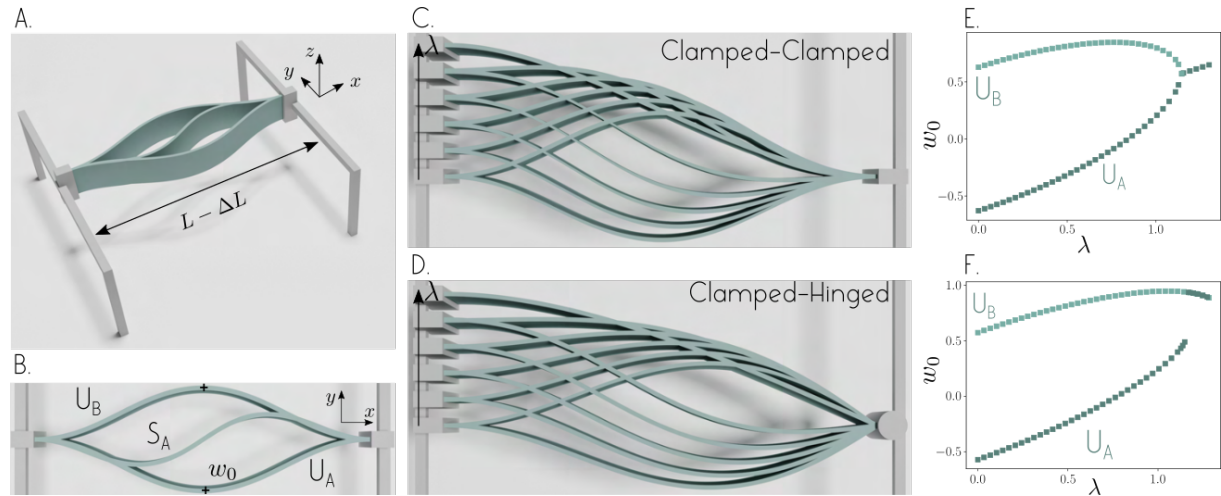 A.
z
y
x
L − ΔL
B.
U_B
y
x
S_A
w_0
U_A
C.
λ
Clamped-Clamped
D.
λ
Clamped-Hinged
E.
0.5
0.0
−0.5
w_0
U_B
U_A
0.0
0.5
1.0
λ
F.
1.0
0.5
0.0
−0.5
w_0
U_B
U_A
0.0
0.5
1.0
λ